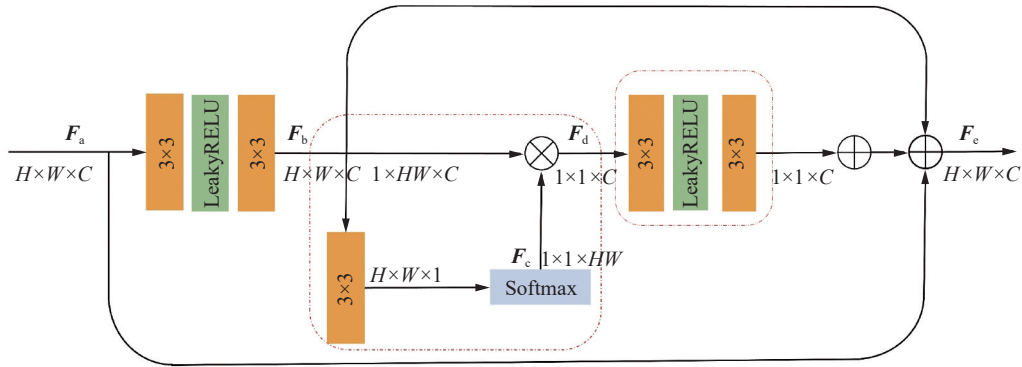 F_a
H×W×C
3×3
LeakyRELU
3×3
F_b
H×W×C
1×HW×C
F_d
1×1×C
3×3
LeakyRELU
3×3
1×1×C
F_e
H×W×C
3×3
H×W×1
F_c
1×1×HW
Softmax